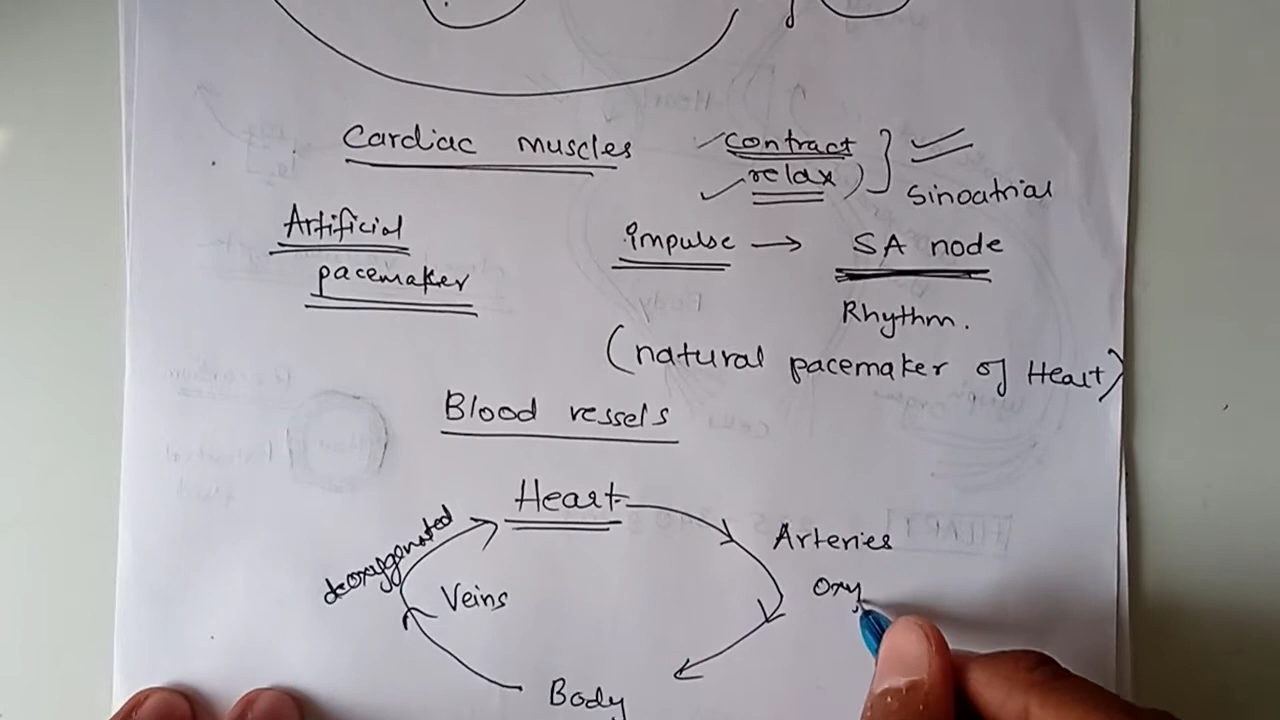 Cardiac muscles
contract
relax
Sinoatrial
Artificial
pacemaker
impulse → SA node
Rhythm.
(natural pacemaker of Heart)
Blood vessels
Heart
Arteries
Oxy
deoxygenated
Veins
Body